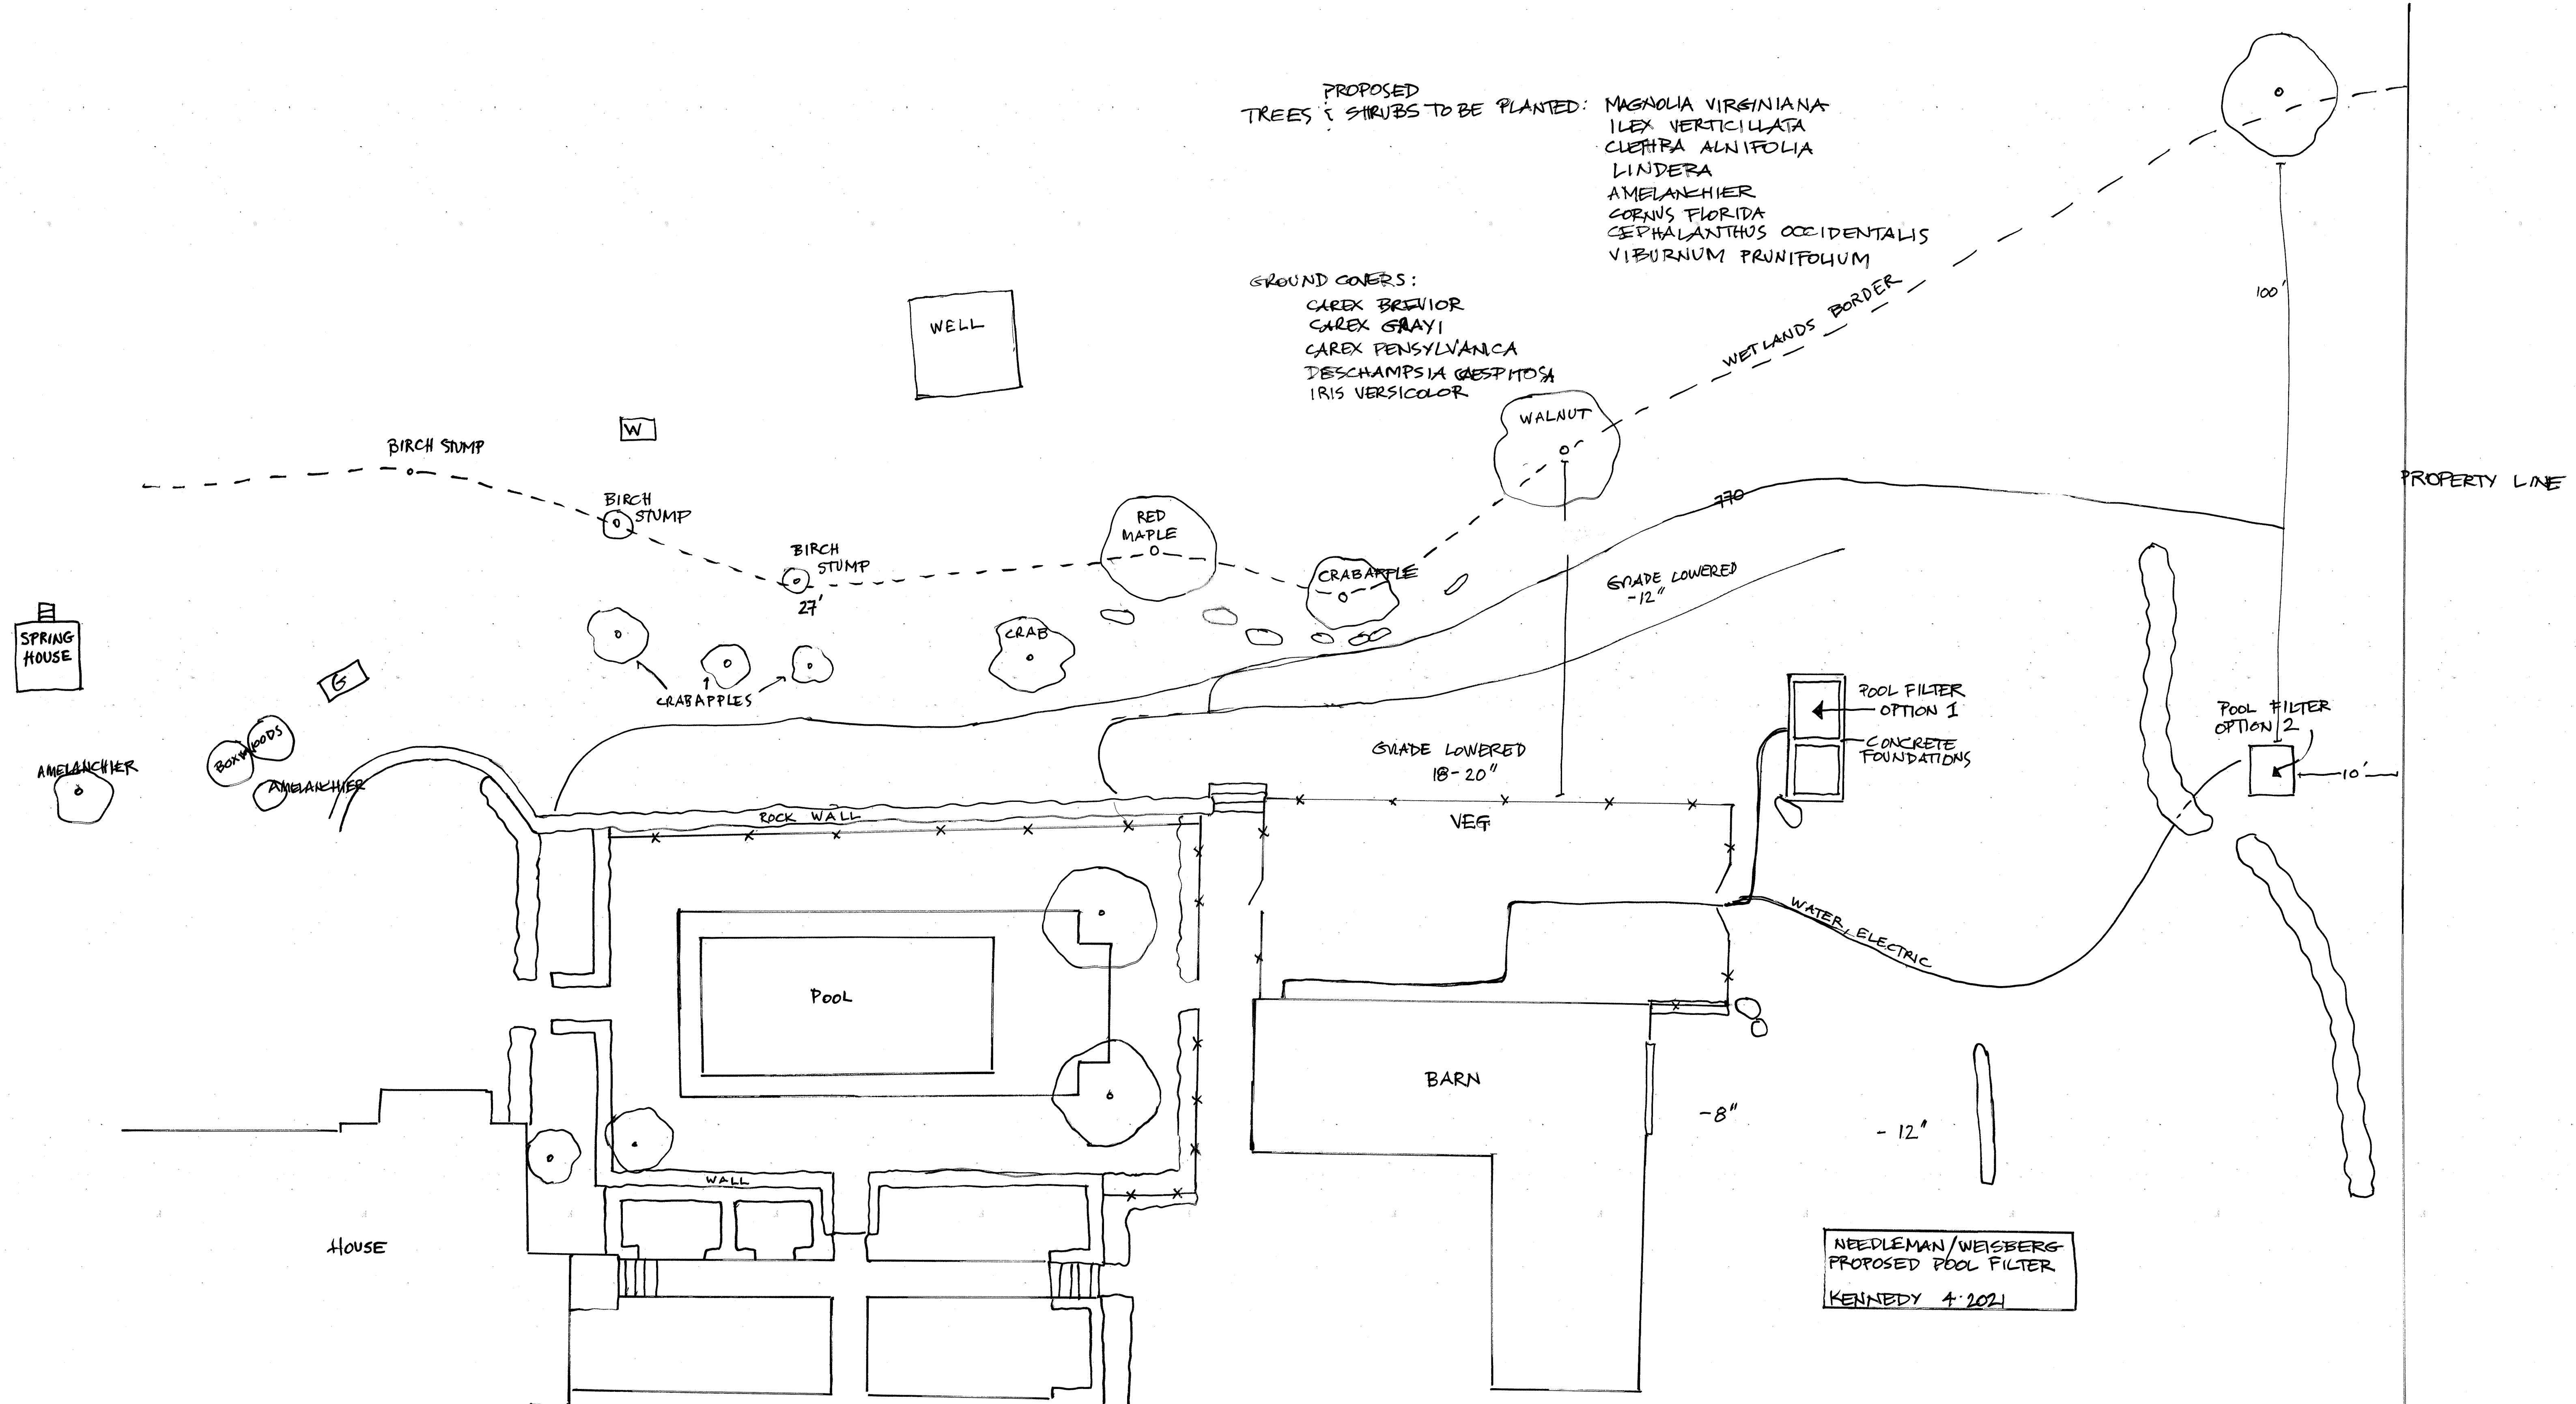 PROPOSED
TREES & SHRUBS TO BE PLANTED: MAGNOLIA VIRGINIANA
ILEX VERTICILLATA
CLETHRA ALNIFOLIA
LINDERA
AMELANCHIER
CORNUS FLORIDA
CEPHALANTHUS OCCIDENTALIS
VIBURNUM PRUNIFOLIUM
GROUND COVERS:
CAREX BREVIOR
CAREX GRAYI
CAREX PENSYLVANICA
DESCHAMPSIA CAESPITOSA
IRIS VERSICOLOR
WETLANDS BORDER
100'
PROPERTY LINE
WELL
W
BIRCH STUMP
BIRCH
STUMP
BIRCH
STUMP
27'
RED
MAPLE
CRABAPPLE
WALNUT
770
GRADE LOWERED
-12"
SPRING
HOUSE
G
CRABAPPLES
CRAB
BOXWOODS
AMELANCHIER
AMELANCHIER
POOL FILTER
OPTION 1
CONCRETE
FOUNDATIONS
POOL FILTER
OPTION 2
10'
GRADE LOWERED
18-20"
ROCK WALL
VEG
WATER, ELECTRIC
POOL
BARN
-8"
-12"
WALL
HOUSE
NEEDLEMAN/WEISBERG
PROPOSED POOL FILTER
KENNEDY 4.2021